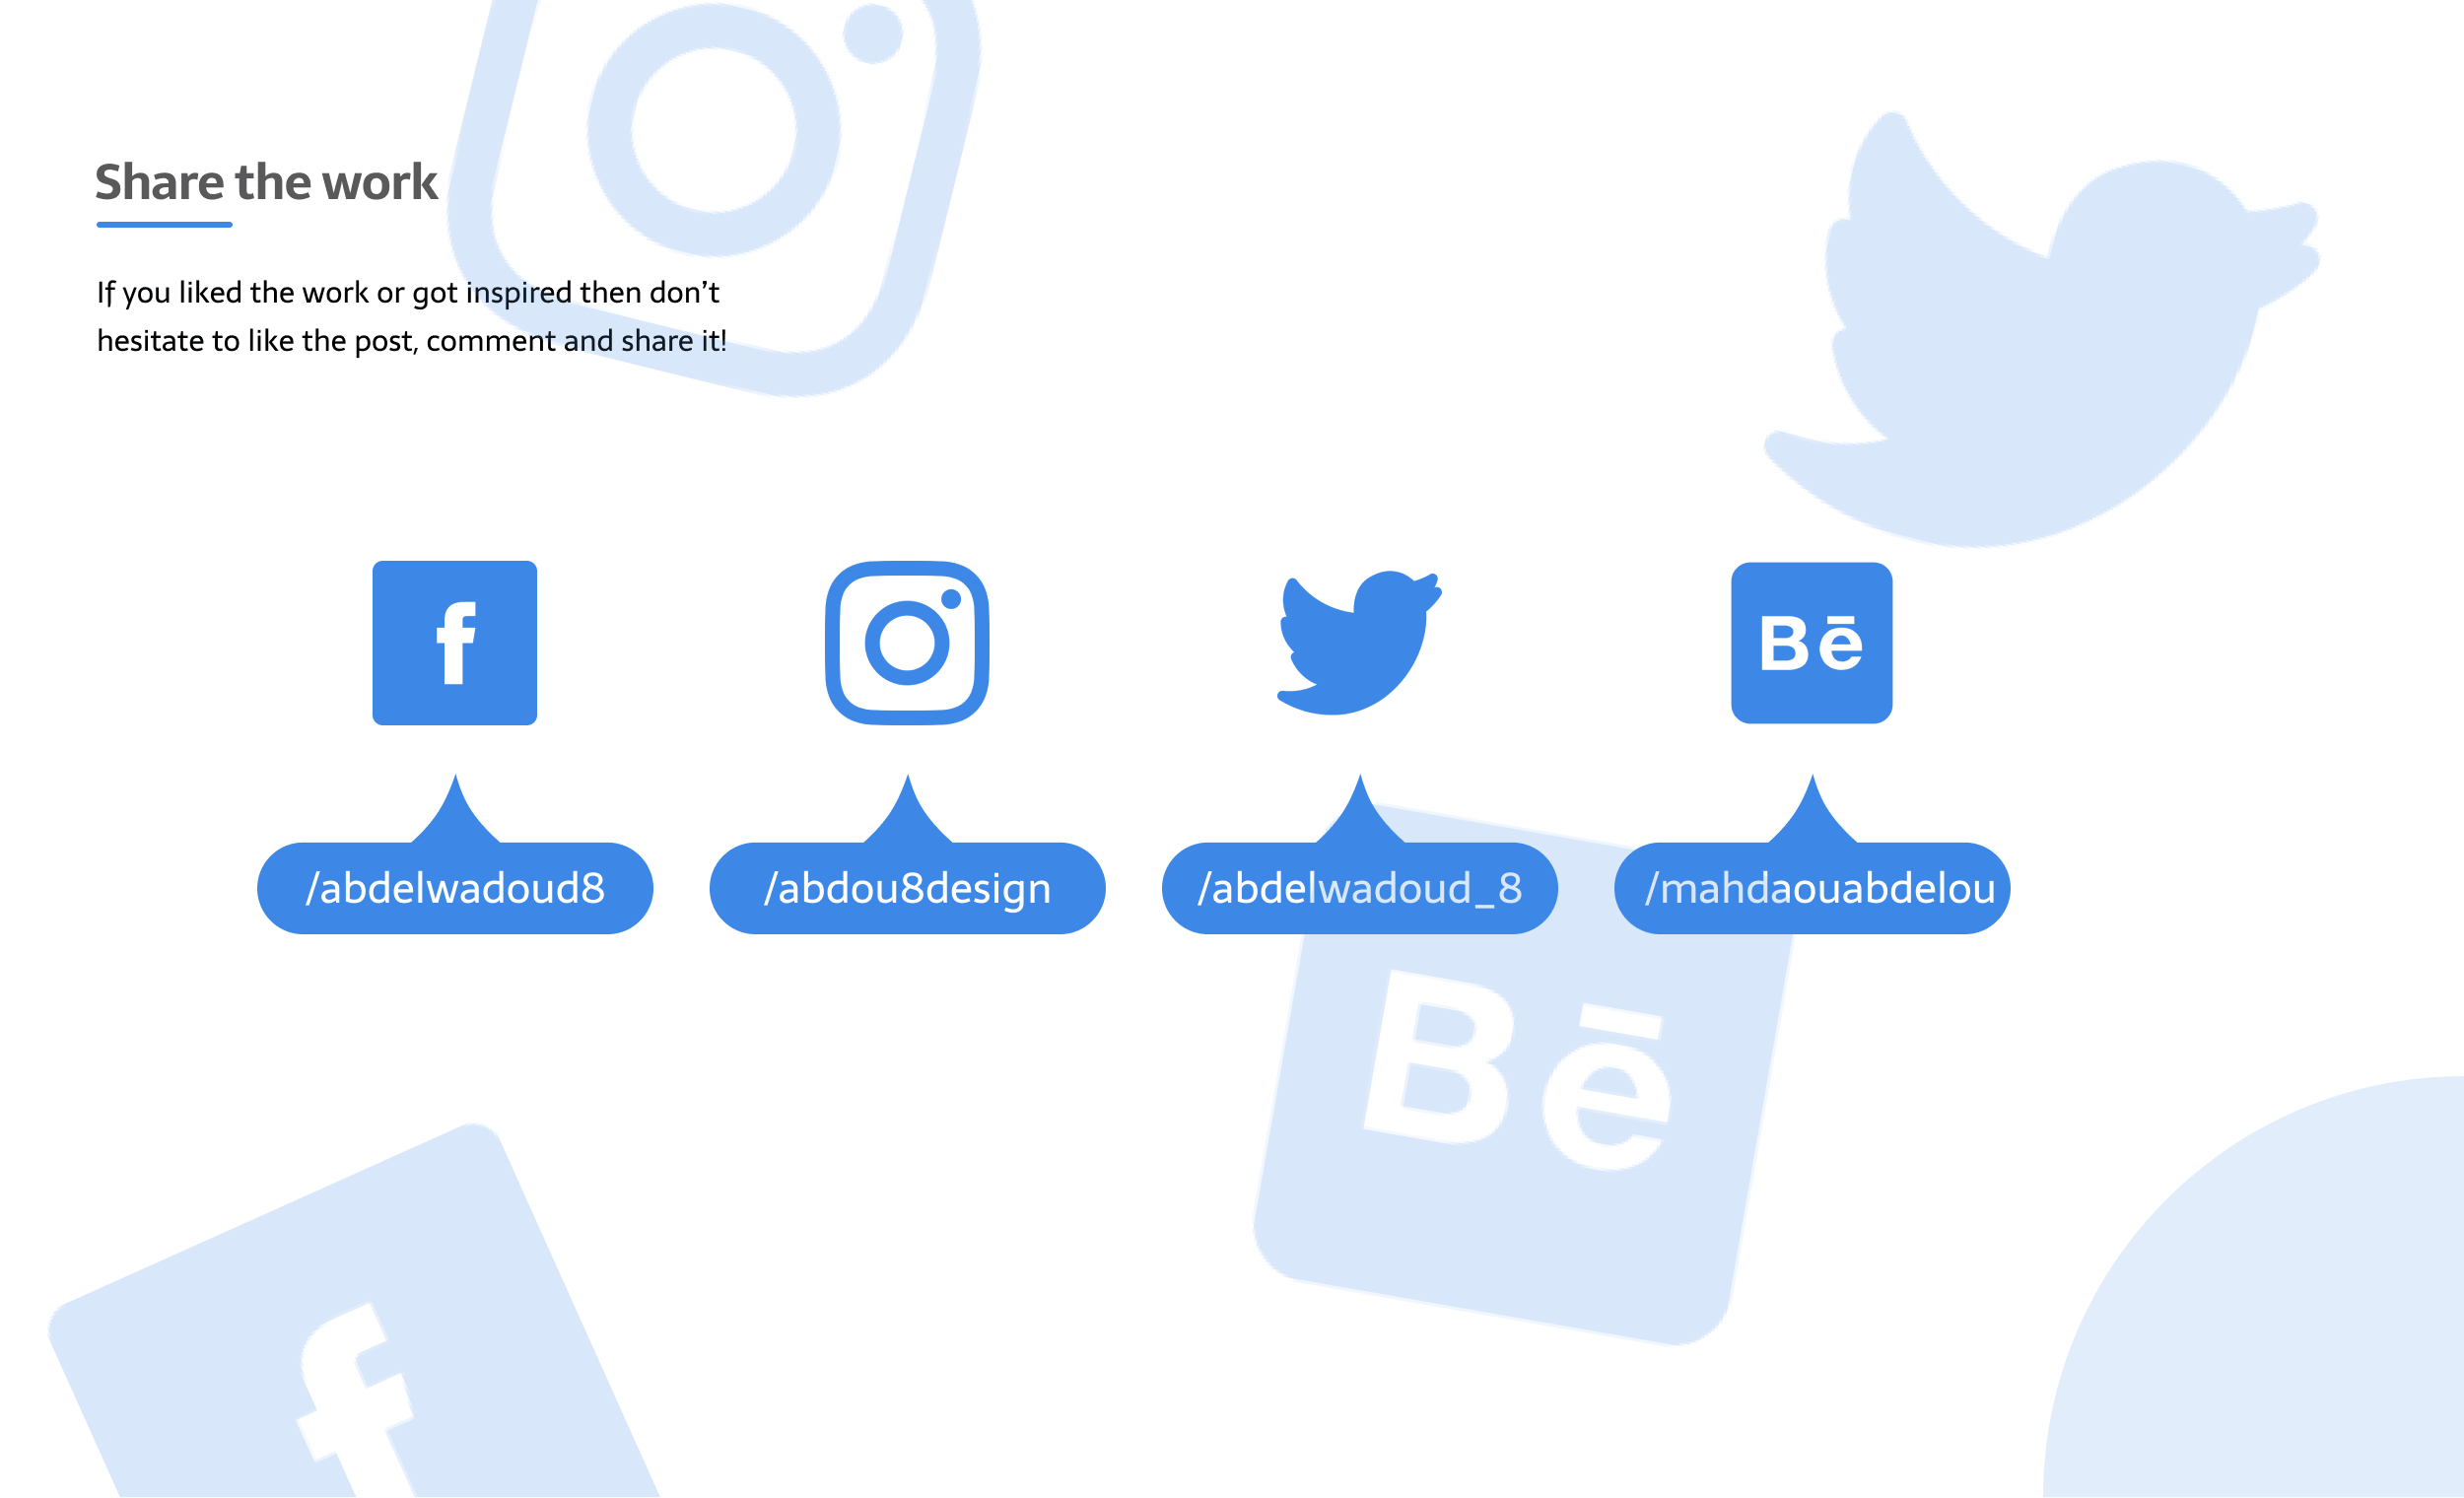 Share the work
If you liked the work or got inspired then don’t
hesitate to like the post, comment and share it!
f
Bē
/abdelwadoud8
/abdou8design
/abdelwadoud_8
/mahdaouabdelou
Bē
f